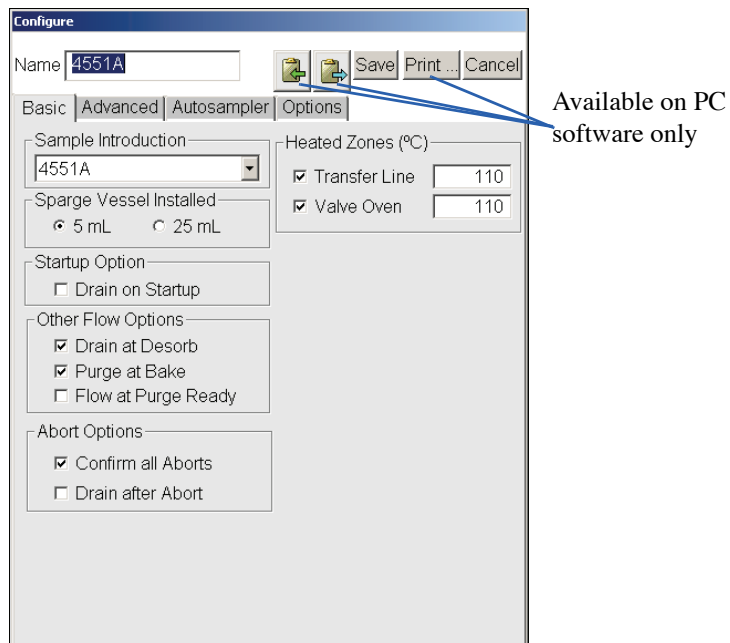 Configure
Name 4551A Save Print ... Cancel
Basic Advanced Autosampler Options
Sample Introduction
4551A
Sparge Vessel Installed
5 mL 25 mL
Startup Option
Drain on Startup
Other Flow Options
Drain at Desorb
Purge at Bake
Flow at Purge Ready
Abort Options
Confirm all Aborts
Drain after Abort
Heated Zones (ºC)
Transfer Line 110
Valve Oven 110
Available on PC
software only